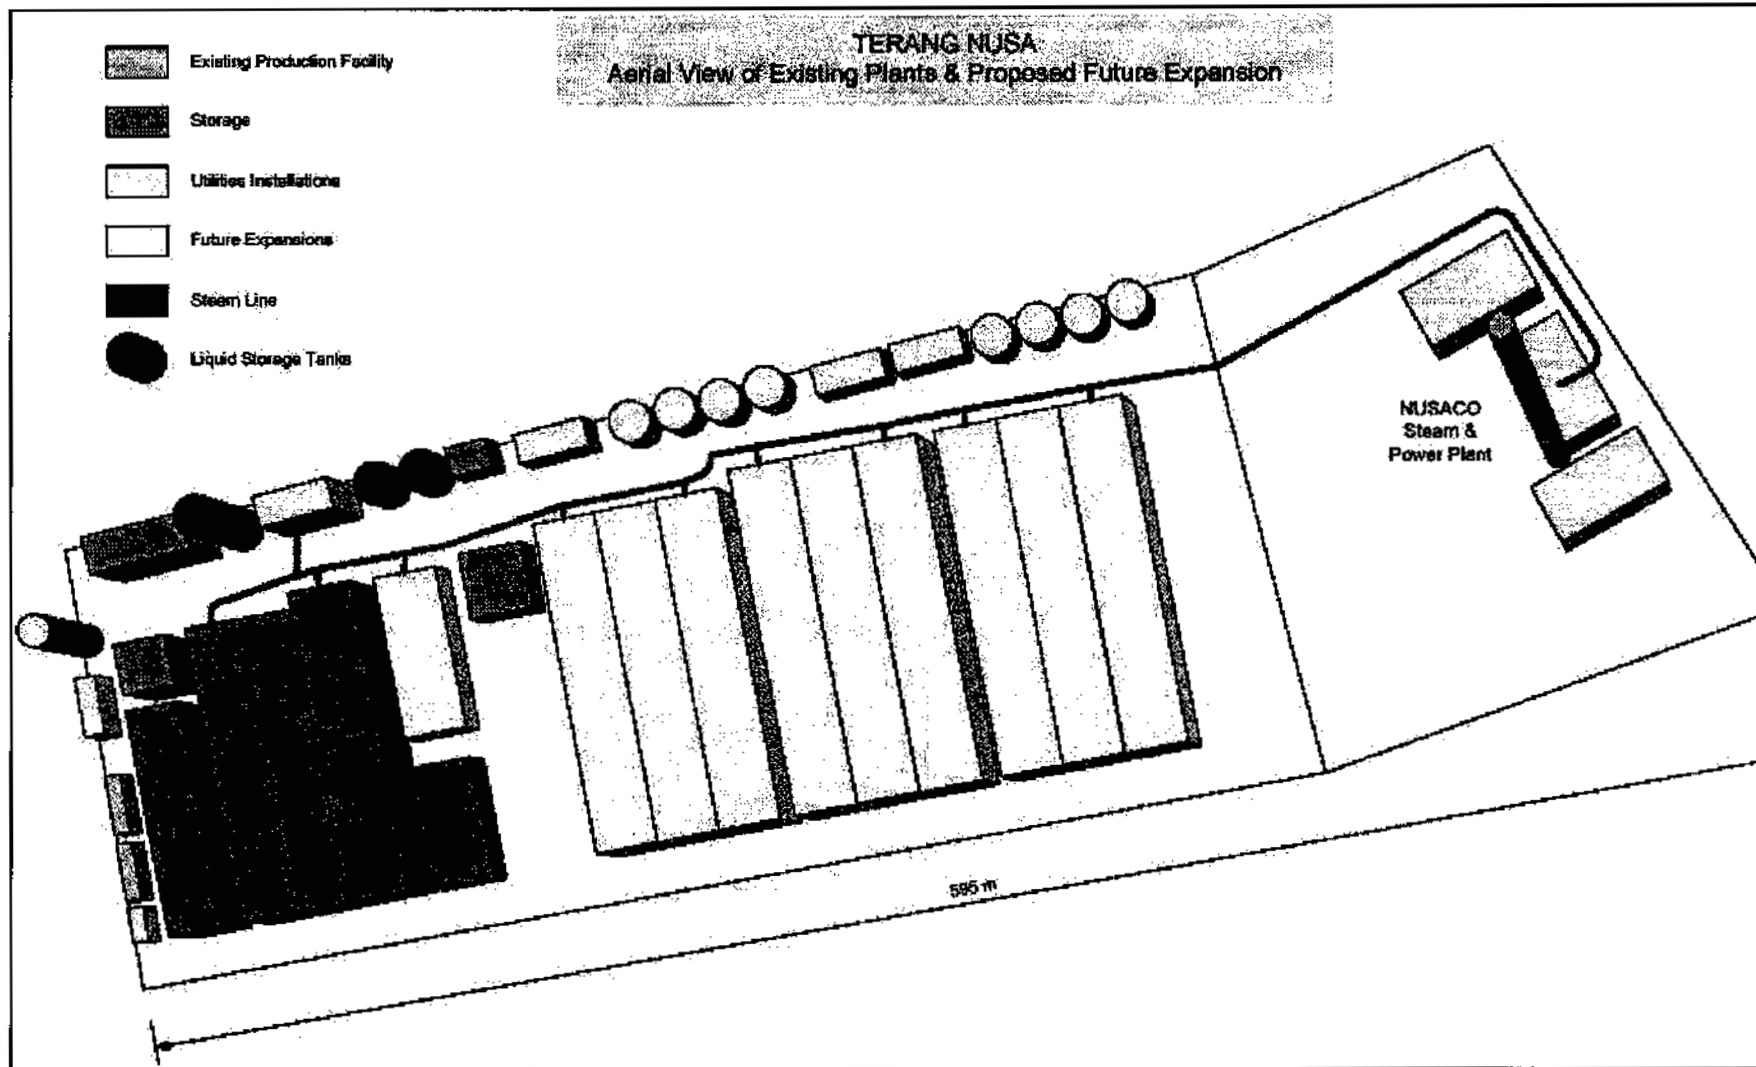 TERANG NUSA
Aerial View of Existing Plants & Proposed Future Expansion
Existing Production Facility
Storage
Utilities Installations
Future Expansions
Steam Line
Liquid Storage Tanks
NUSACO
Steam &
Power Plant
595 m